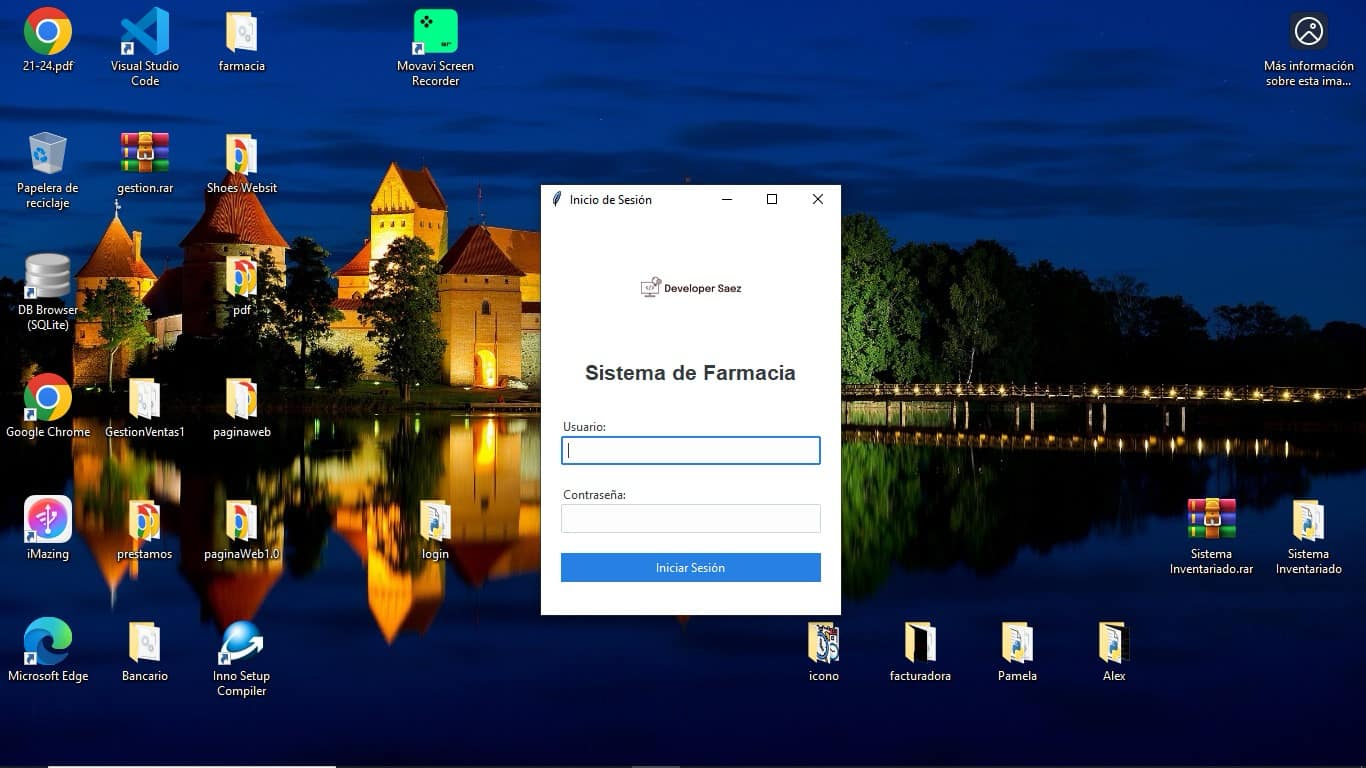 21-24.pdf
Visual Studio
Code
farmacia
Movavi Screen
Recorder
Más información
sobre esta ima...
Papelera de
reciclaje
gestion.rar
Shoes Websit
DB Browser
(SQLite)
pdf
Google Chrome
GestionVentas1
paginaweb
iMazing
prestamos
paginaWeb1.0
login
Sistema
Inventariado.rar
Sistema
Inventariado
Microsoft Edge
Bancario
Inno Setup
Compiler
icono
facturadora
Pamela
Alex
Inicio de Sesión
Developer Saez
Sistema de Farmacia
Usuario:
Contraseña:
Iniciar Sesión